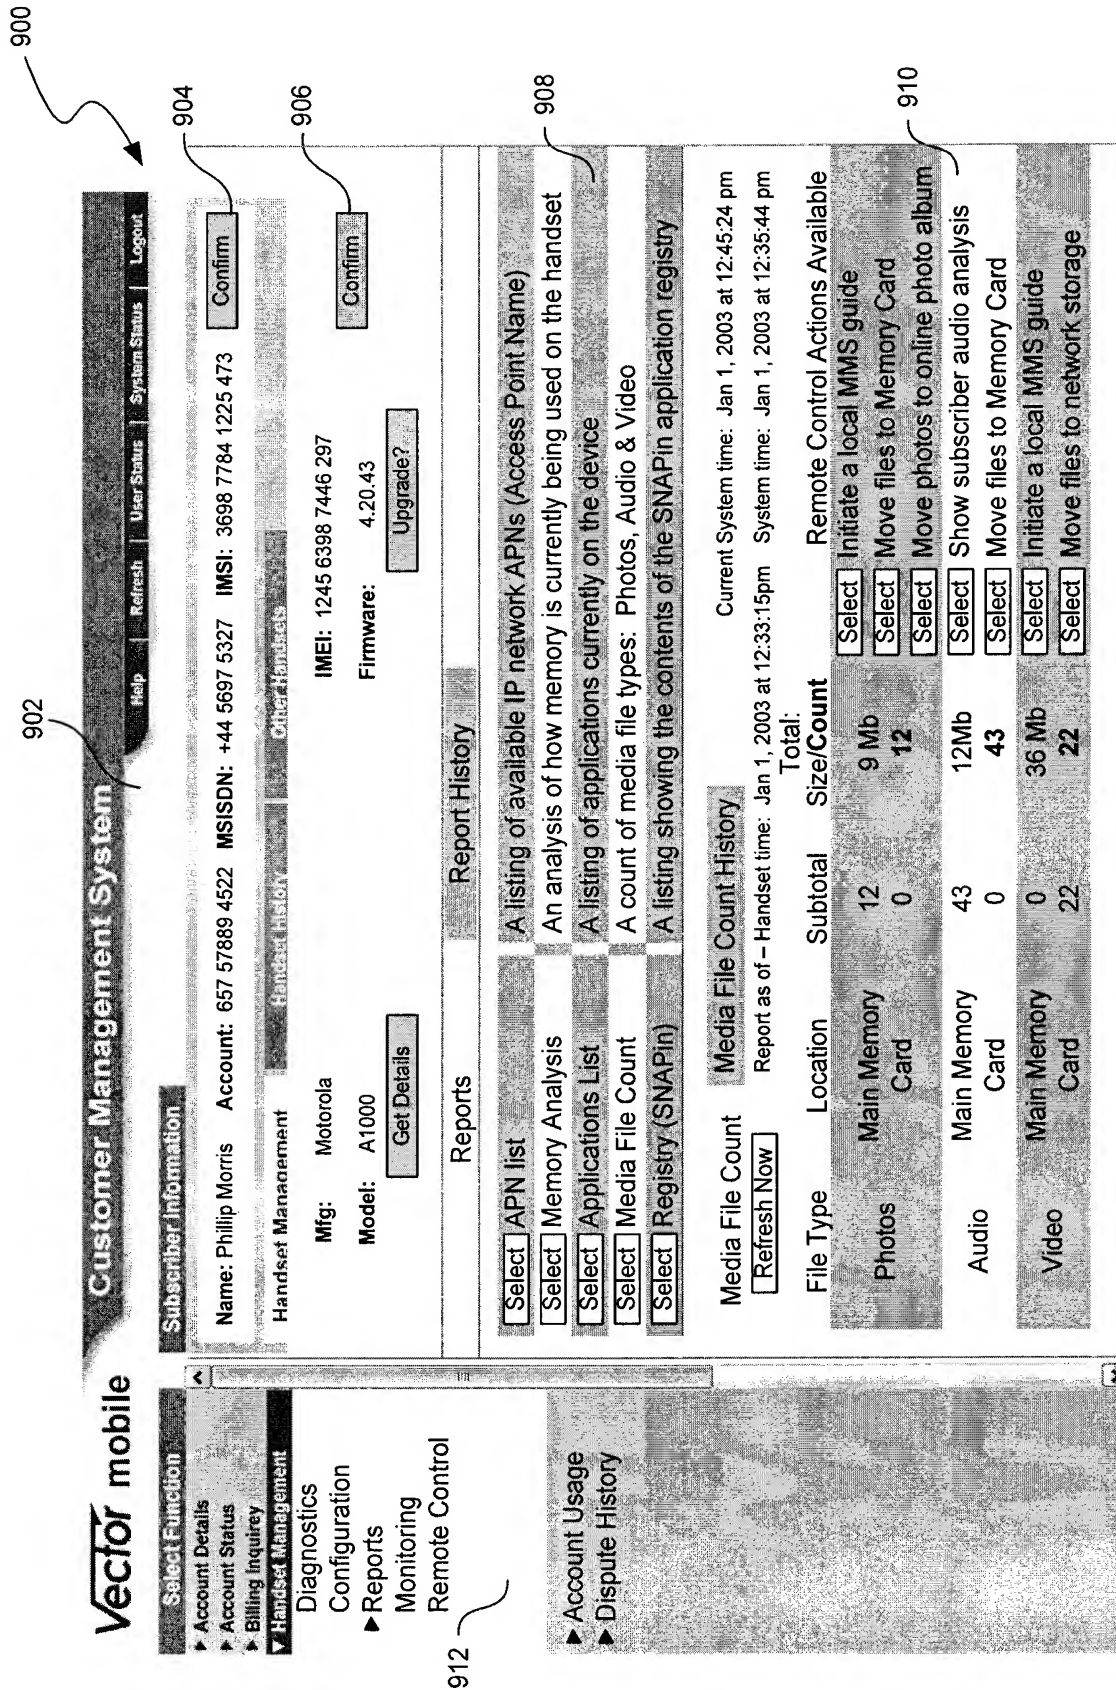 900
902
Vector mobile
Customer Management System
Help | Refresh | User Status | System Status | Logout
Select Function
▶ Account Details
▶ Account Status
▶ Billing Inquirey
▼ Handset Management
Diagnostics
Configuration
▶ Reports
Monitoring
Remote Control
912
▶ Account Usage
▶ Dispute History
Subscriber Information
Name: Phillip Morris Account: 657 57889 4522 MSISDN: +44 5697 5327 IMSI: 3698 7764 1225 473 Confirm
904
Handset Management Handset History Other Handsets
Mfg: Motorola IMEI: 1245 6398 7446 297 Confirm
906
Model: A1000 Firmware: 4.20.43
Get Details Upgrade?
Reports Report History
Select APN list A listing of available IP network APNs (Access Point Name)
Select Memory Analysis An analysis of how memory is currently being used on the handset
Select Applications List A listing of applications currently on the device
908
Select Media File Count A count of media file types: Photos, Audio & Video
Select Registry (SNAPin) A listing showing the contents of the SNAPin application registry
Media File Count Media File Count History Current System time: Jan 1, 2003 at 12:45:24 pm
Refresh Now Report as of – Handset time: Jan 1, 2003 at 12:33:15pm System time: Jan 1, 2003 at 12:35:44 pm
Total:
File Type Location Subtotal Size/Count Remote Control Actions Available
Main Memory 12 9 Mb Select Initiate a local MMS guide
Photos Card 0 12 Select Move files to Memory Card
Select Move photos to online photo album
910
Main Memory 43 12Mb Select Show subscriber audio analysis
Audio Card 0 43 Select Move files to Memory Card
Main Memory 0 36 Mb Select Initiate a local MMS guide
Video Card 22 22 Select Move files to network storage